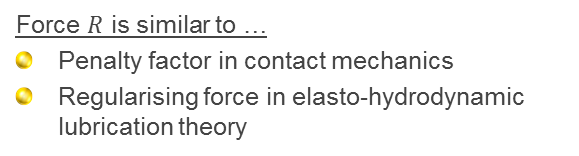 Force R is similar to …
Penalty factor in contact mechanics
Regularising force in elasto-hydrodynamic
lubrication theory